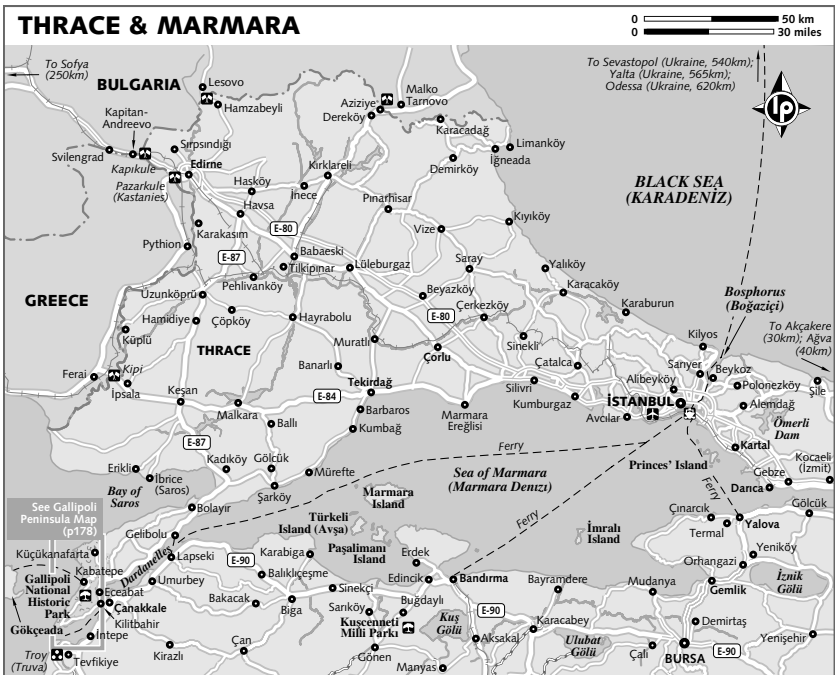 THRACE & MARMARA
0 50 km
0 30 miles
To Sofya
(250km)
BULGARIA
Lesovo
Hamzabeyli
Malko
Tarnovo
Aziziye
Dereköy
To Sevastopol (Ukraine, 540km);
Yalta (Ukraine, 565km);
Odessa (Ukraine, 620km)
lp
Kapitan-
Andreevo
Svilengrad
Kapıkule
Sırpsındığı
Edirne
Pazarkule
(Kastanies)
Karacadağ
Limanköy
İğneada
Demirköy
Kırklareli
Hasköy
İnece
Havsa
Pınarhisar
BLACK SEA
(KARADENİZ)
Kıyıköy
Vize
E-80
Karakasım
Pythion
E-87
Babaeski
Tilkipınar
Lüleburgaz
Pehlivanköy
Saray
Yalıköy
Karacaköy
Beyazköy
Çerkezköy
Karaburun
Bosphorus
(Boğaziçi)
GREECE
Uzunköprü
Hamidiye
Çöpköy
Hayrabolu
E-80
Küplü
THRACE
Muratlı
Çorlu
Sinekli
Kilyos
To Akçakere
(30km); Ağva
(40km)
Ferai
Kipi
İpsala
Keşan
Banarlı
Tekirdağ
Çatalca
Silivri
Kumburgaz
Alibeyköy
Sarıyer
Beykoz
Polonezköy
Şile
İSTANBUL
Alemdağ
Avcılar
Ömerli
Dam
Malkara
E-84
Barbaros
Kumbağ
Marmara
Ereğlisi
Ballı
E-87
Kadıköy
Gölcük
Erikli
İbrice
(Saros)
Bay of
Saros
Mürefte
Şarköy
Ferry
Sea of Marmara
(Marmara Denızı)
Princes' Island
Kartal
Gebze
Kocaeli
(İzmit)
Darıca
Bolayır
Marmara
Island
Ferry
Ferry
See Gallipoli
Peninsula Map
(p178)
Gelibolu
Türkeli
Island (Avşa)
Paşalimanı
Island
İmralı
Island
Çınarcık
Termal
Yalova
Gölcük
Küçükanafarta
Kabatepe
Dardanelles
Lapseki
E-90
Karabiga
Erdek
Yeniköy
Orhangazi
Gallipoli
National
Historic
Park
Eceabat
Çanakkale
Kilitbahir
Umurbey
Balıklıçeşme
Edincik
Bandırma
Bayramdere
Mudanya
Gemlik
İznik
Gölü
Gökçeada
Bakacak
Biga
Sinekçi
Sarıköy
Buğdaylı
Kuşcenneti
Milli Parkı
Kuş
Gölü
E-90
Karacabey
Demirtaş
İntepe
Troy
(Truva)
Tevfikiye
Kirazlı
Çan
Gönen
Manyas
Aksakal
Ulubat
Gölü
Çalı
BURSA
E-90
Yenişehir